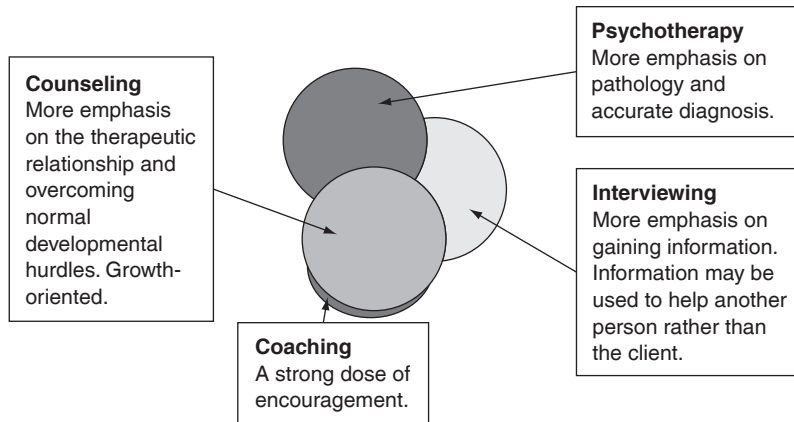 Psychotherapy
More emphasis on
pathology and
accurate diagnosis.
Counseling
More emphasis
on the therapeutic
relationship and
overcoming
normal
developmental
hurdles. Growth-
oriented.
Interviewing
More emphasis on
gaining information.
Information may be
used to help another
person rather than
the client.
Coaching
A strong dose of
encouragement.